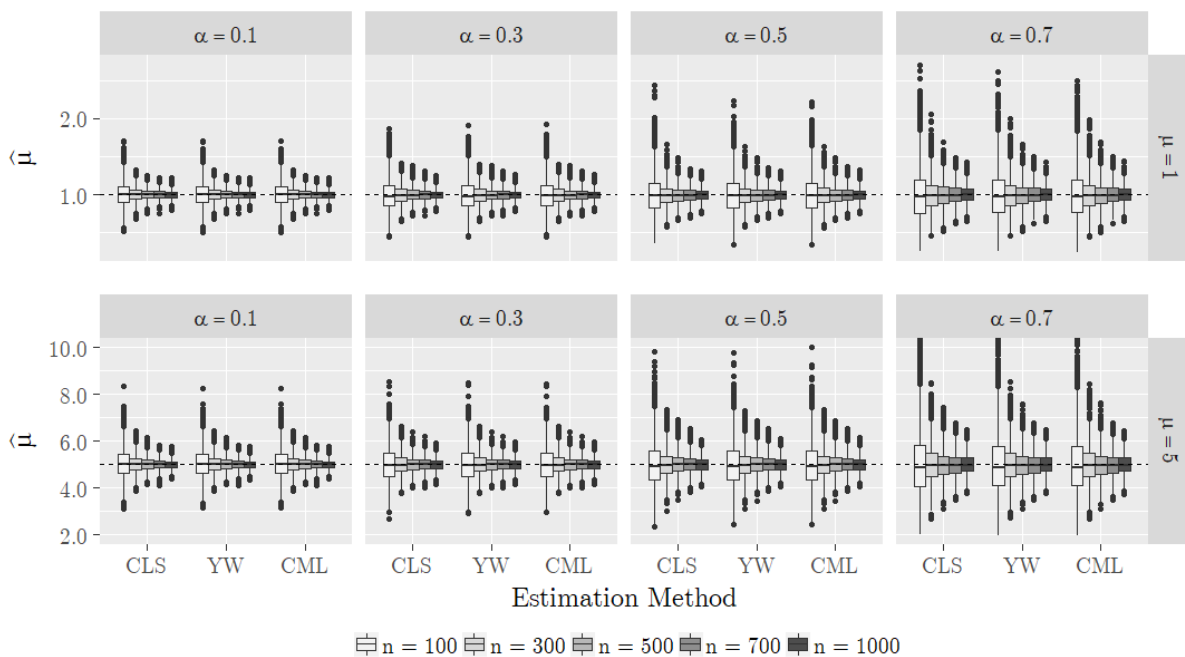 α = 0.1 α = 0.3 α = 0.5 α = 0.7
2.0
1.0
μ̂
μ = 1
α = 0.1 α = 0.3 α = 0.5 α = 0.7
10.0
8.0
6.0
4.0
2.0
μ̂
μ = 5
CLS YW CML CLS YW CML CLS YW CML CLS YW CML
Estimation Method
n = 100 n = 300 n = 500 n = 700 n = 1000